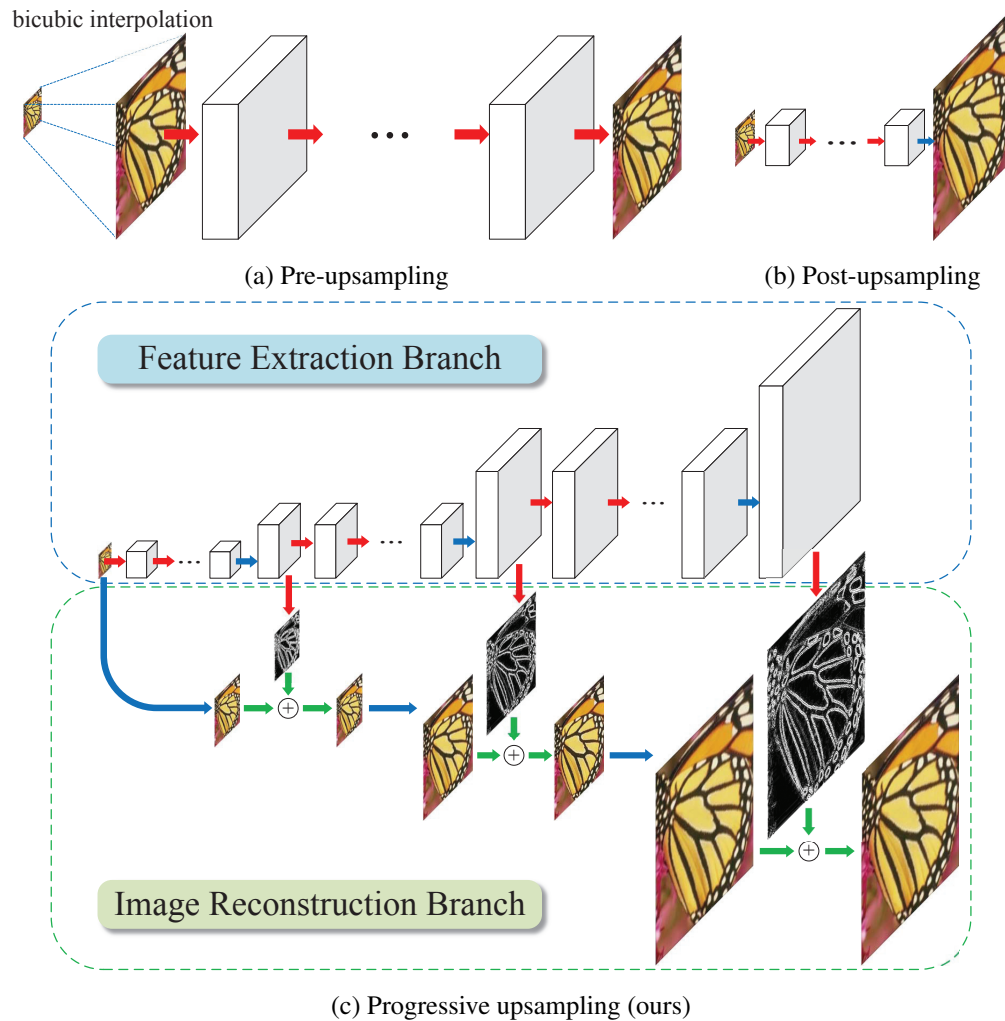 bicubic interpolation
(a) Pre-upsampling
(b) Post-upsampling
Feature Extraction Branch
Image Reconstruction Branch
(c) Progressive upsampling (ours)